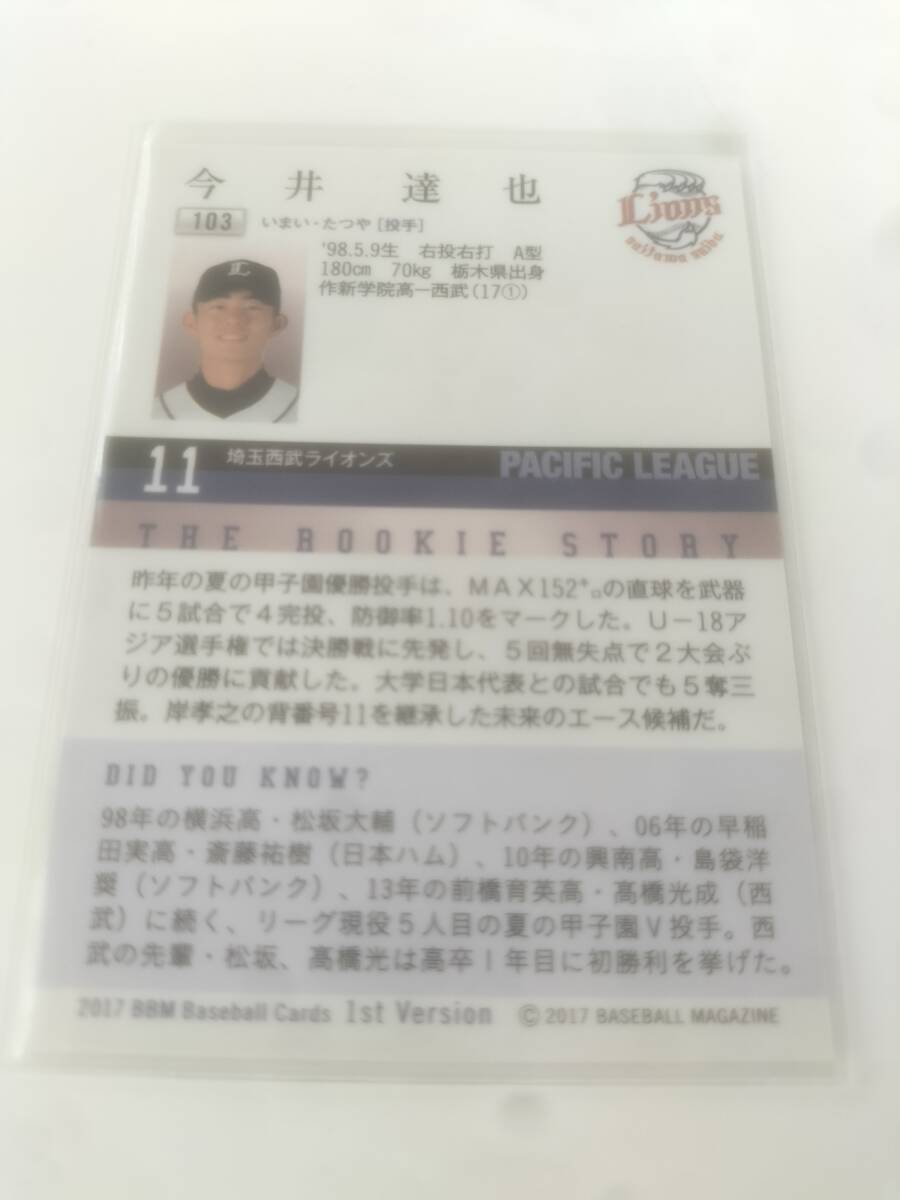 今井達也
Lions
saitama seibu
103 いまい・たつや [投手]
'98.5.9生 右投右打 A型
180cm 70kg 栃木県出身
作新学院高ー西武(17①)
L
11 埼玉西武ライオンズ PACIFIC LEAGUE
THE ROOKIE STORY
昨年の夏の甲子園優勝投手は、MAX152㌔の直球を武器
に5試合で4完投、防御率1.10をマークした。U－18ア
ジア選手権では決勝戦に先発し、5回無失点で2大会ぶ
りの優勝に貢献した。大学日本代表との試合でも5奪三
振。岸孝之の背番号11を継承した未来のエース候補だ。
DID YOU KNOW?
98年の横浜高・松坂大輔（ソフトバンク）、06年の早稲
田実高・斎藤祐樹（日本ハム）、10年の興南高・島袋洋
奨（ソフトバンク）、13年の前橋育英高・髙橋光成（西
武）に続く、リーグ現役5人目の夏の甲子園V投手。西
武の先輩・松坂、髙橋光は高卒1年目に初勝利を挙げた。
2017 BBM Baseball Cards 1st Version © 2017 BASEBALL MAGAZINE